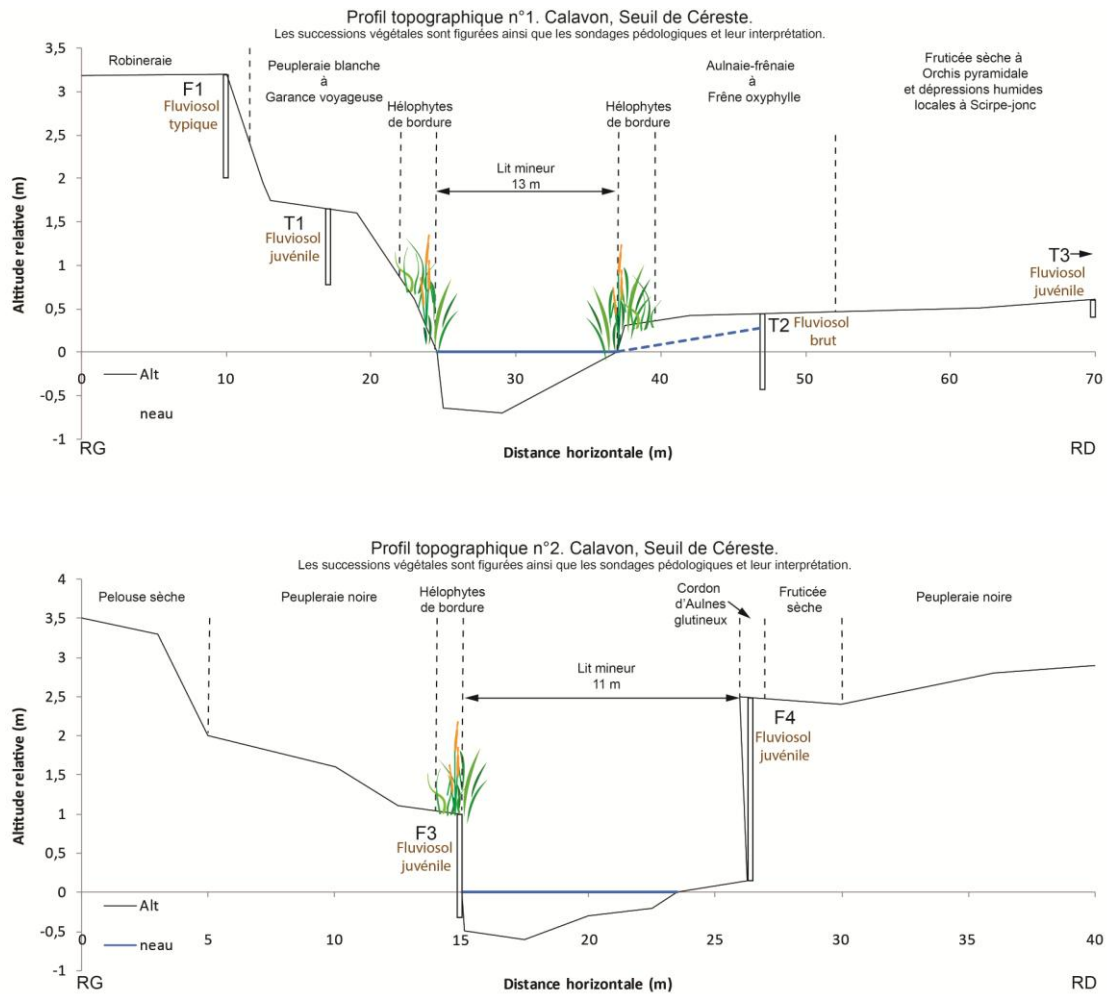 Profil topographique n°1. Calavon, Seuil de Céreste.
Les successions végétales sont figurées ainsi que les sondages pédologiques et leur interprétation.
Robineraie
Peupleraie blanche
à
Garance voyageuse
Hélophytes
de bordure
Lit mineur
13 m
Hélophytes
de bordure
Aulnaie-frênaie
à
Frêne oxyphylle
Fruticée sèche à
Orchis pyramidale
et dépressions humides
locales à Scirpe-jonc
F1
Fluviosol
typique
T1
Fluviosol
juvénile
T2
Fluviosol
brut
T3
Fluviosol
juvénile
Altitude relative (m)
3,5
3
2,5
2
1,5
1
0,5
0
-0,5
-1
0
10
20
30
40
50
60
70
Alt
neau
RG
Distance horizontale (m)
RD
Profil topographique n°2. Calavon, Seuil de Céreste.
Les successions végétales sont figurées ainsi que les sondages pédologiques et leur interprétation.
Pelouse sèche
Peupleraie noire
Hélophytes
de bordure
Lit mineur
11 m
Cordon
d'Aulnes
glutineux
Fruticée
sèche
Peupleraie noire
F3
Fluviosol
juvénile
F4
Fluviosol
juvénile
Altitude relative (m)
4
3,5
3
2,5
2
1,5
1
0,5
0
-0,5
-1
0
5
10
15
20
25
30
35
40
Alt
neau
RG
Distance horizontale (m)
RD